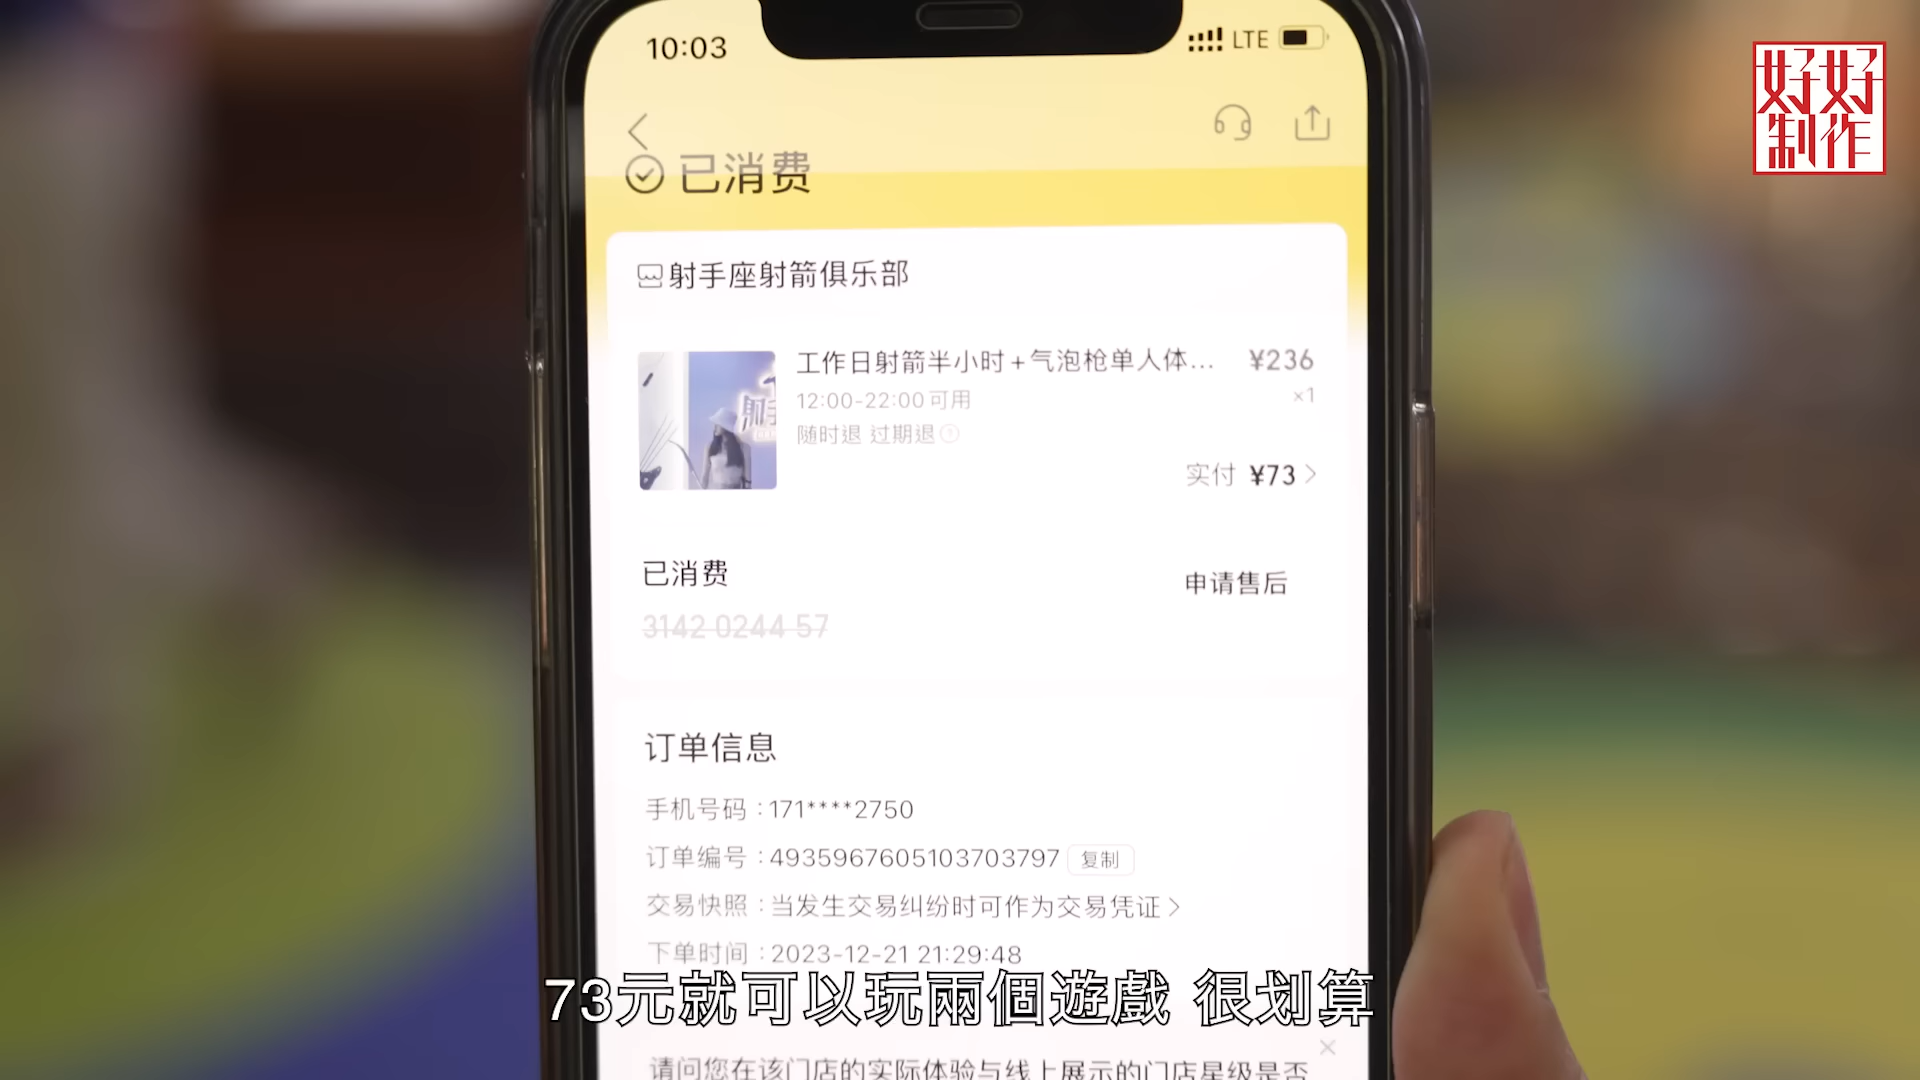 10:03
LTE
好好
制作
已消费
射手座射箭俱乐部
工作日射箭半小时+气泡枪单人体... ¥236
12:00-22:00可用 ×1
随时退 过期退
实付 ¥73
已消费
申请售后
3142 0244 57
订单信息
手机号码:171****2750
订单编号:4935967605103703797 复制
交易快照:当发生交易纠纷时可作为交易凭证
下单时间:2023-12-21 21:29:48
73元就可以玩兩個遊戲 很划算
请问您在该门店的实际体验与线上展示的门店星级是否